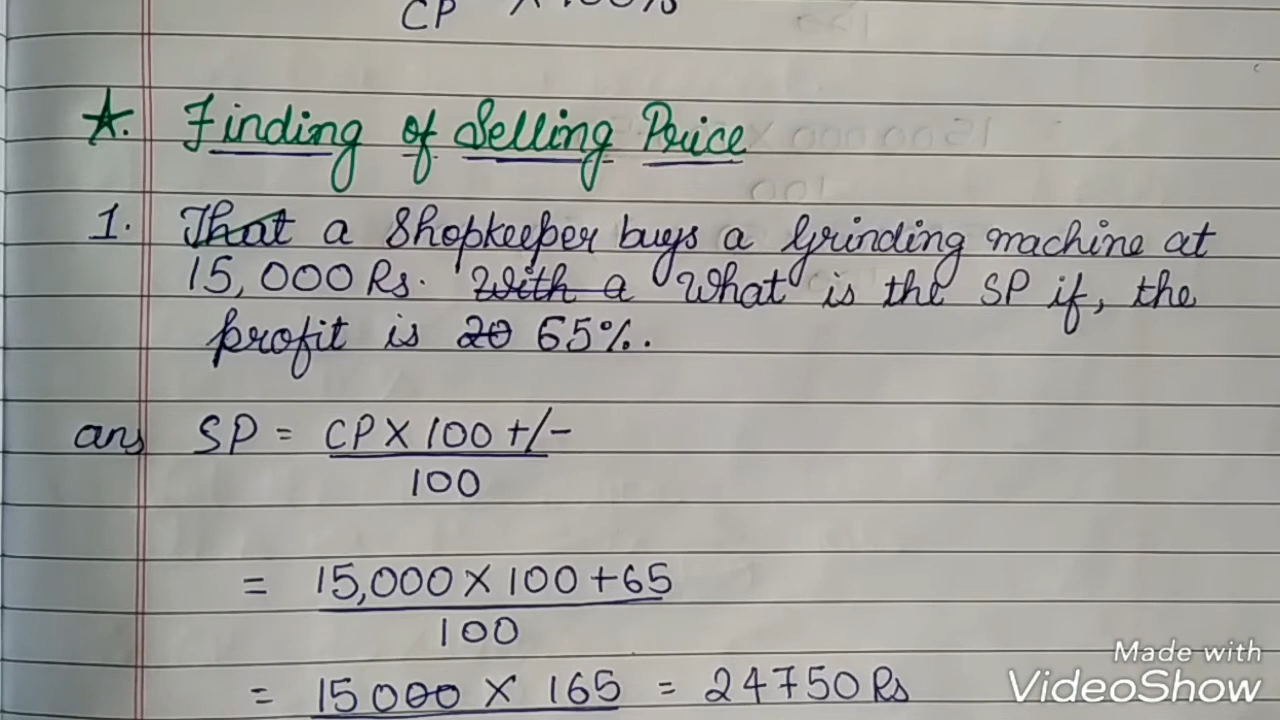 CP × 100%
☆. Finding of Selling Price
1. That a Shopkeeper buys a Grinding machine at
15,000 Rs. With a What is the SP if, the
profit is 20 65%.
ans SP = CP × 100 +/-
100
= 15,000 × 100 + 65
100
= 15000 × 165 = 24750 Rs
Made with
VideoShow